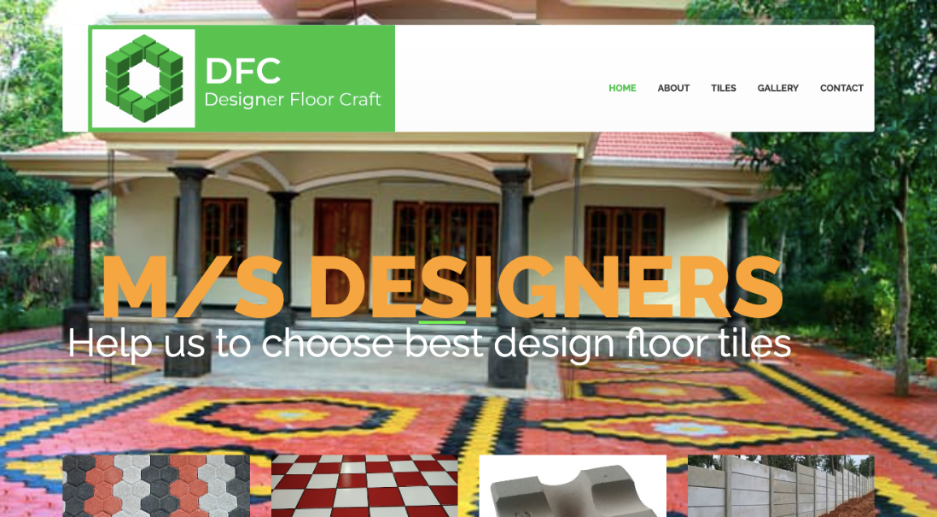 DFC
Designer Floor Craft
HOME ABOUT TILES GALLERY CONTACT
M/S DESIGNERS
Help us to choose best design floor tiles